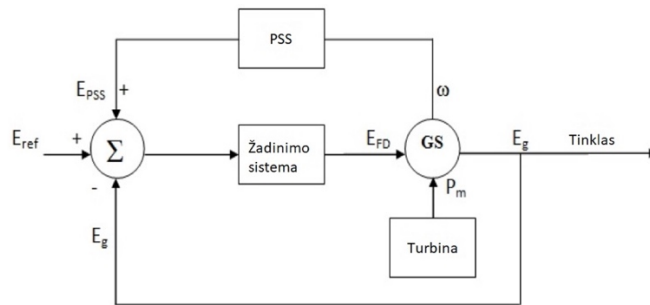 PSS
E_PSS +
ω
E_ref
+
Σ
Žadinimo
sistema
E_FD
GS
E_g
Tinklas
-
P_m
E_g
Turbina